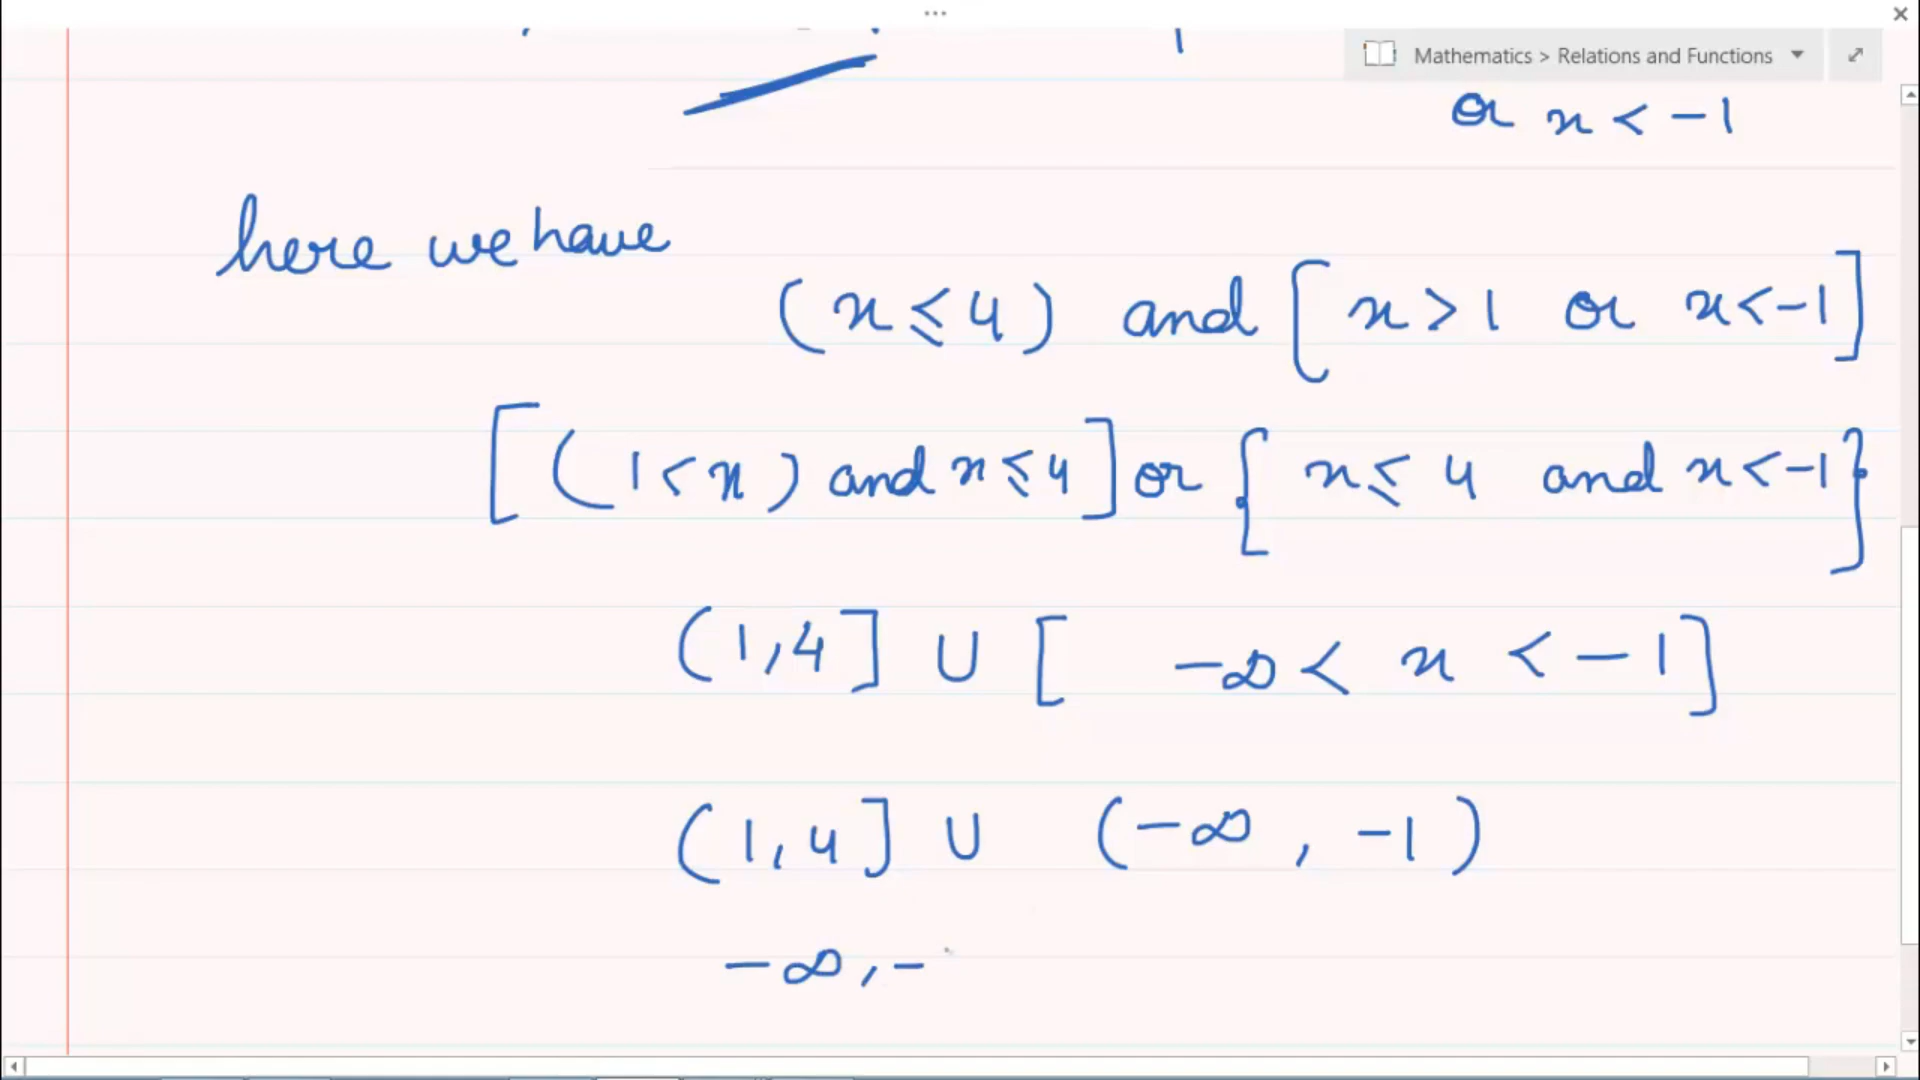 Mathematics > Relations and Functions
or x < -1
here we have
(x ≤ 4) and [x > 1 or x < -1]
[(1 < x) and x ≤ 4] or {x ≤ 4 and x < -1}
(1, 4] ∪ [ -∞ < x < -1]
(1, 4] ∪ (-∞, -1)
-∞, -